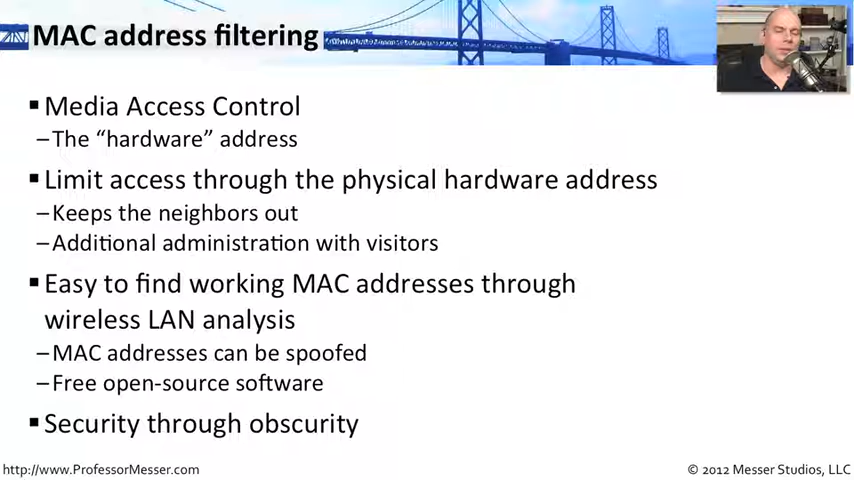 MAC address filtering
▪Media Access Control
–The “hardware” address
▪Limit access through the physical hardware address
–Keeps the neighbors out
–Additional administration with visitors
▪Easy to find working MAC addresses through
wireless LAN analysis
–MAC addresses can be spoofed
–Free open-source software
▪Security through obscurity
http://www.ProfessorMesser.com
© 2012 Messer Studios, LLC